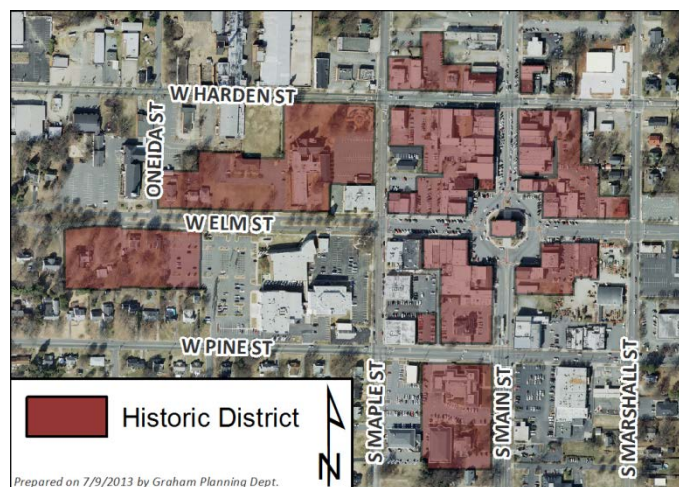 W HARDEN ST
ONEIDA ST
W ELM ST
W PINE ST
S MAPLE ST
S MAIN ST
S MARSHALL ST
Historic District
N
Prepared on 7/9/2013 by Graham Planning Dept.